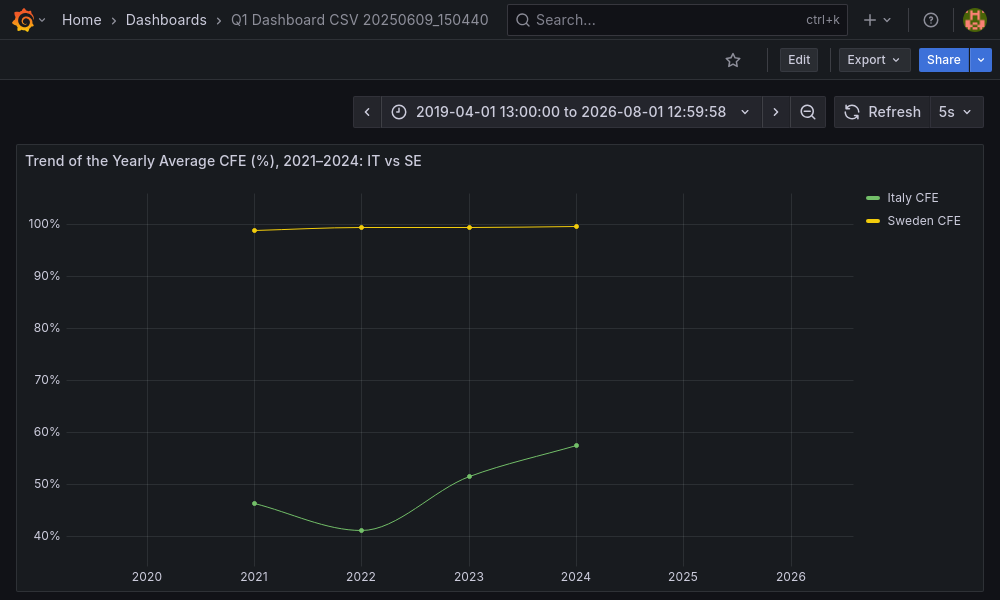 Home › Dashboards › Q1 Dashboard CSV 20250609_150440
Search... ctrl+k
Edit Export Share
2019-04-01 13:00:00 to 2026-08-01 12:59:58 Refresh 5s
Trend of the Yearly Average CFE (%), 2021–2024: IT vs SE
Italy CFE
Sweden CFE
100%
90%
80%
70%
60%
50%
40%
2020 2021 2022 2023 2024 2025 2026